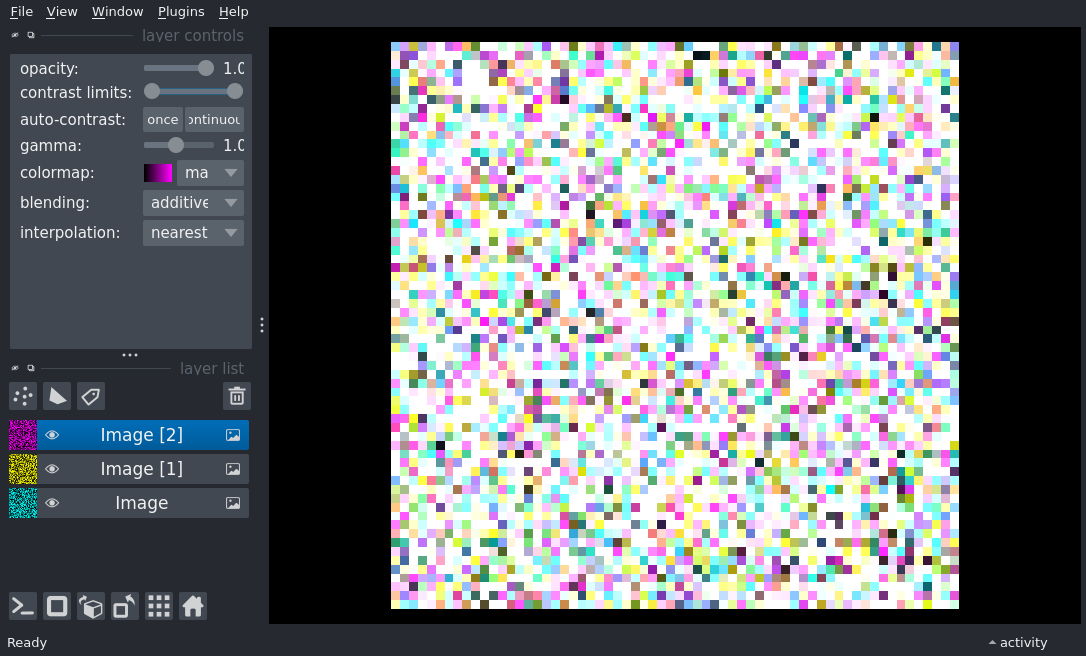 File View Window Plugins Help
layer controls
opacity: 1.0
contrast limits:
auto-contrast: once ontinuou
gamma: 1.0
colormap: ma
blending: additive
interpolation: nearest
layer list
Image [2]
Image [1]
Image
Ready activity